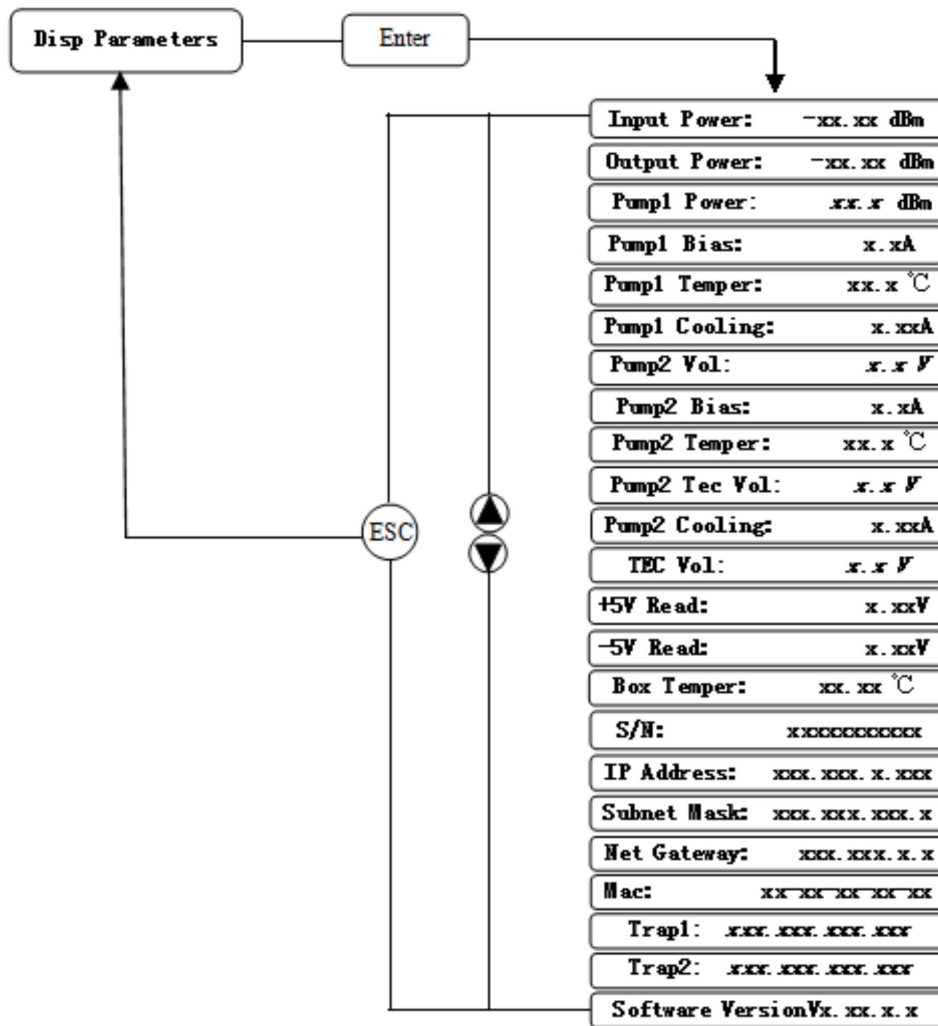 Disp Parameters
Enter
Input Power: -xx.xx dBm
Output Power: -xx.xx dBm
Pump1 Power: xx.x dBm
Pump1 Bias: x.xA
Pump1 Temper: xx.x ℃
Pump1 Cooling: x.xxA
Pump2 Vol: x.x V
Pump2 Bias: x.xA
Pump2 Temper: xx.x ℃
Pump2 Tec Vol: x.x V
ESC
Pump2 Cooling: x.xxA
TEC Vol: x.x V
+5V Read: x.xxV
-5V Read: x.xxV
Box Temper: xx.xx ℃
S/N: xxxxxxxxxxx
IP Address: xxx.xxx.x.xxx
Subnet Mask: xxx.xxx.xxx.x
Net Gateway: xxx.xxx.x.x
Mac: xx-xx-xx-xx-xx
Trap1: xxx.xxx.xxx.xxx
Trap2: xxx.xxx.xxx.xxx
Software VersionVx.xx.x.x